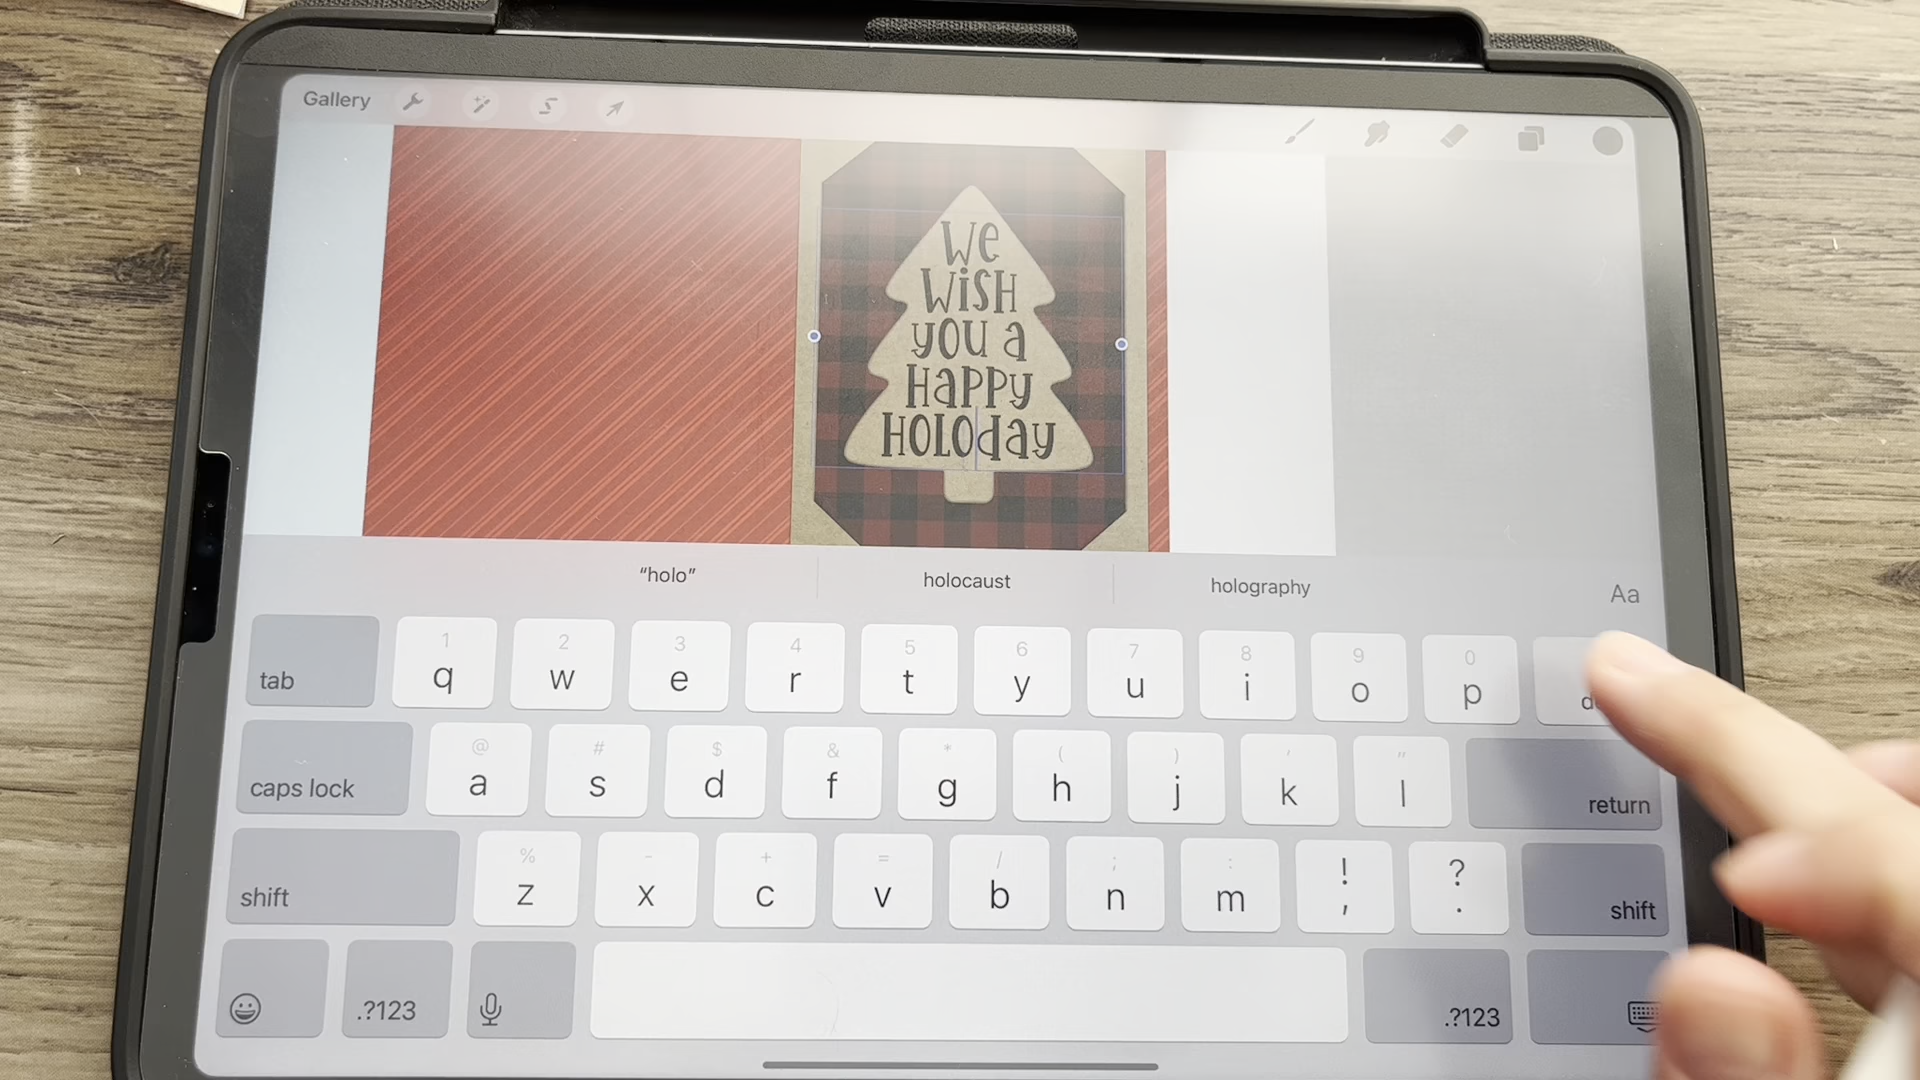 Gallery
We
WiSH
you a
Happy
HOLODay
“holo” holocaust holography Aa
1 2 3 4 5 6 7 8 9 0
tab q w e r t y u i o p
@ # $ & * ( ) ' "
caps lock a s d f g h j k l return
% - + = / ; : ! ?
shift z x c v b n m , . shift
.?123 .?123